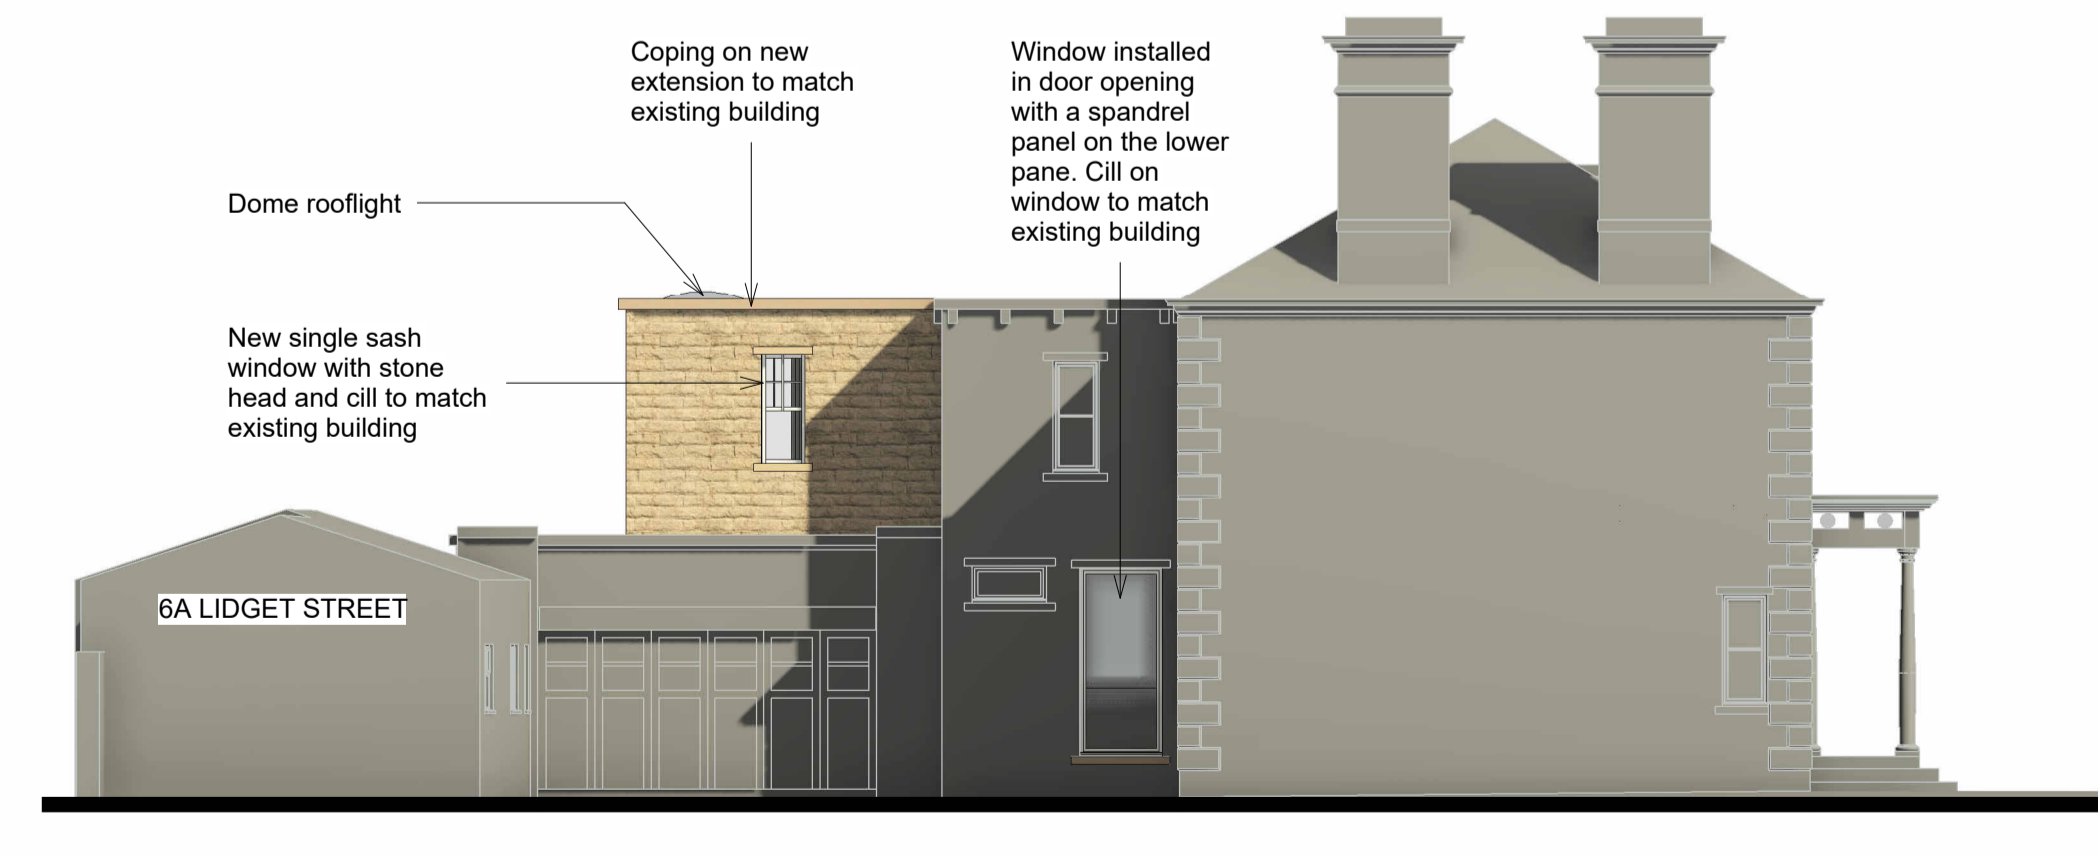 Coping on new
extension to match
existing building
Window installed
in door opening
with a spandrel
panel on the lower
pane. Cill on
window to match
existing building
Dome rooflight
New single sash
window with stone
head and cill to match
existing building
6A LIDGET STREET